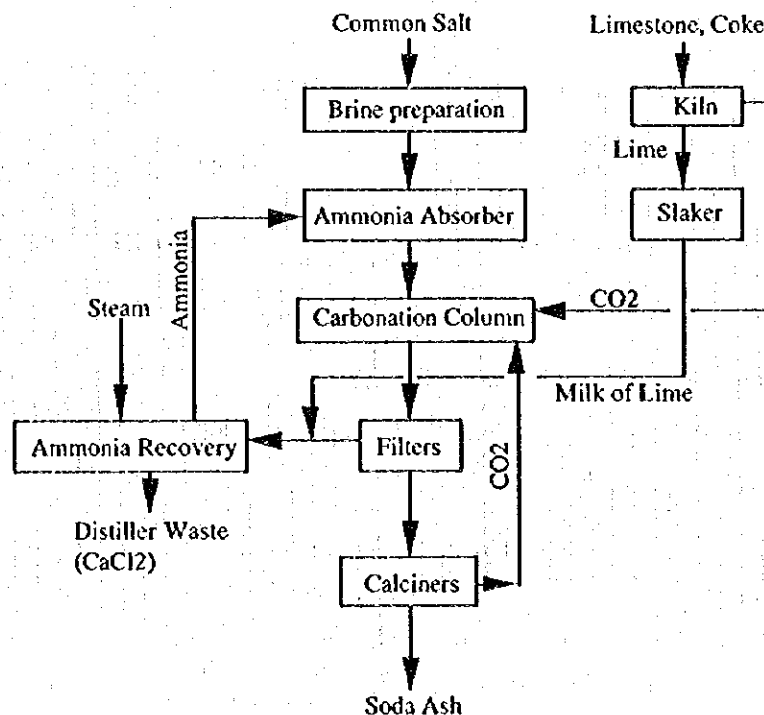 Common Salt
Limestone, Coke
Brine preparation
Kiln
Lime
Ammonia Absorber
Slaker
Ammonia
Steam
CO2
Carbonation Column
Milk of Lime
Ammonia Recovery
Filters
CO2
Distiller Waste
(CaCl2)
Calciners
Soda Ash